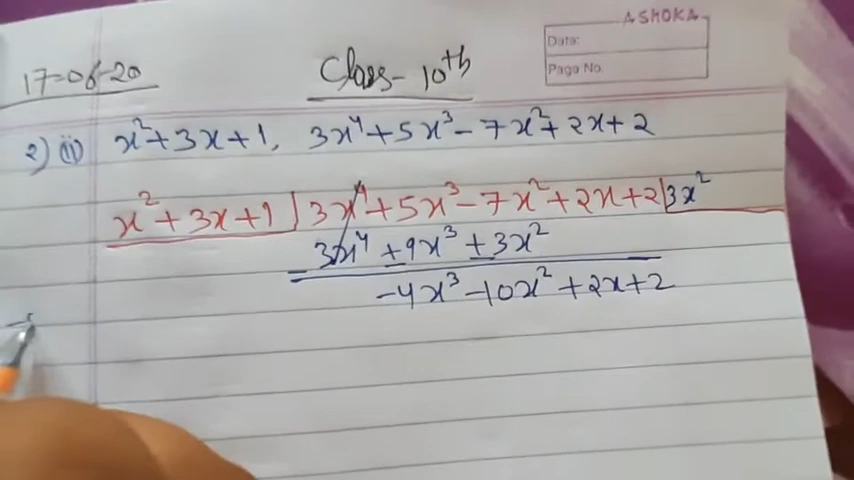 ASHOKA
Date:
Page No.
17-06-20
Class- 10th
2) (ii) x²+3x+1, 3x⁴+5x³-7x²+2x+2
x²+3x+1) 3x⁴+5x³-7x²+2x+2 |3x²
3x⁴ +9x³ +3x²
-
-4x³ -10x² +2x+2